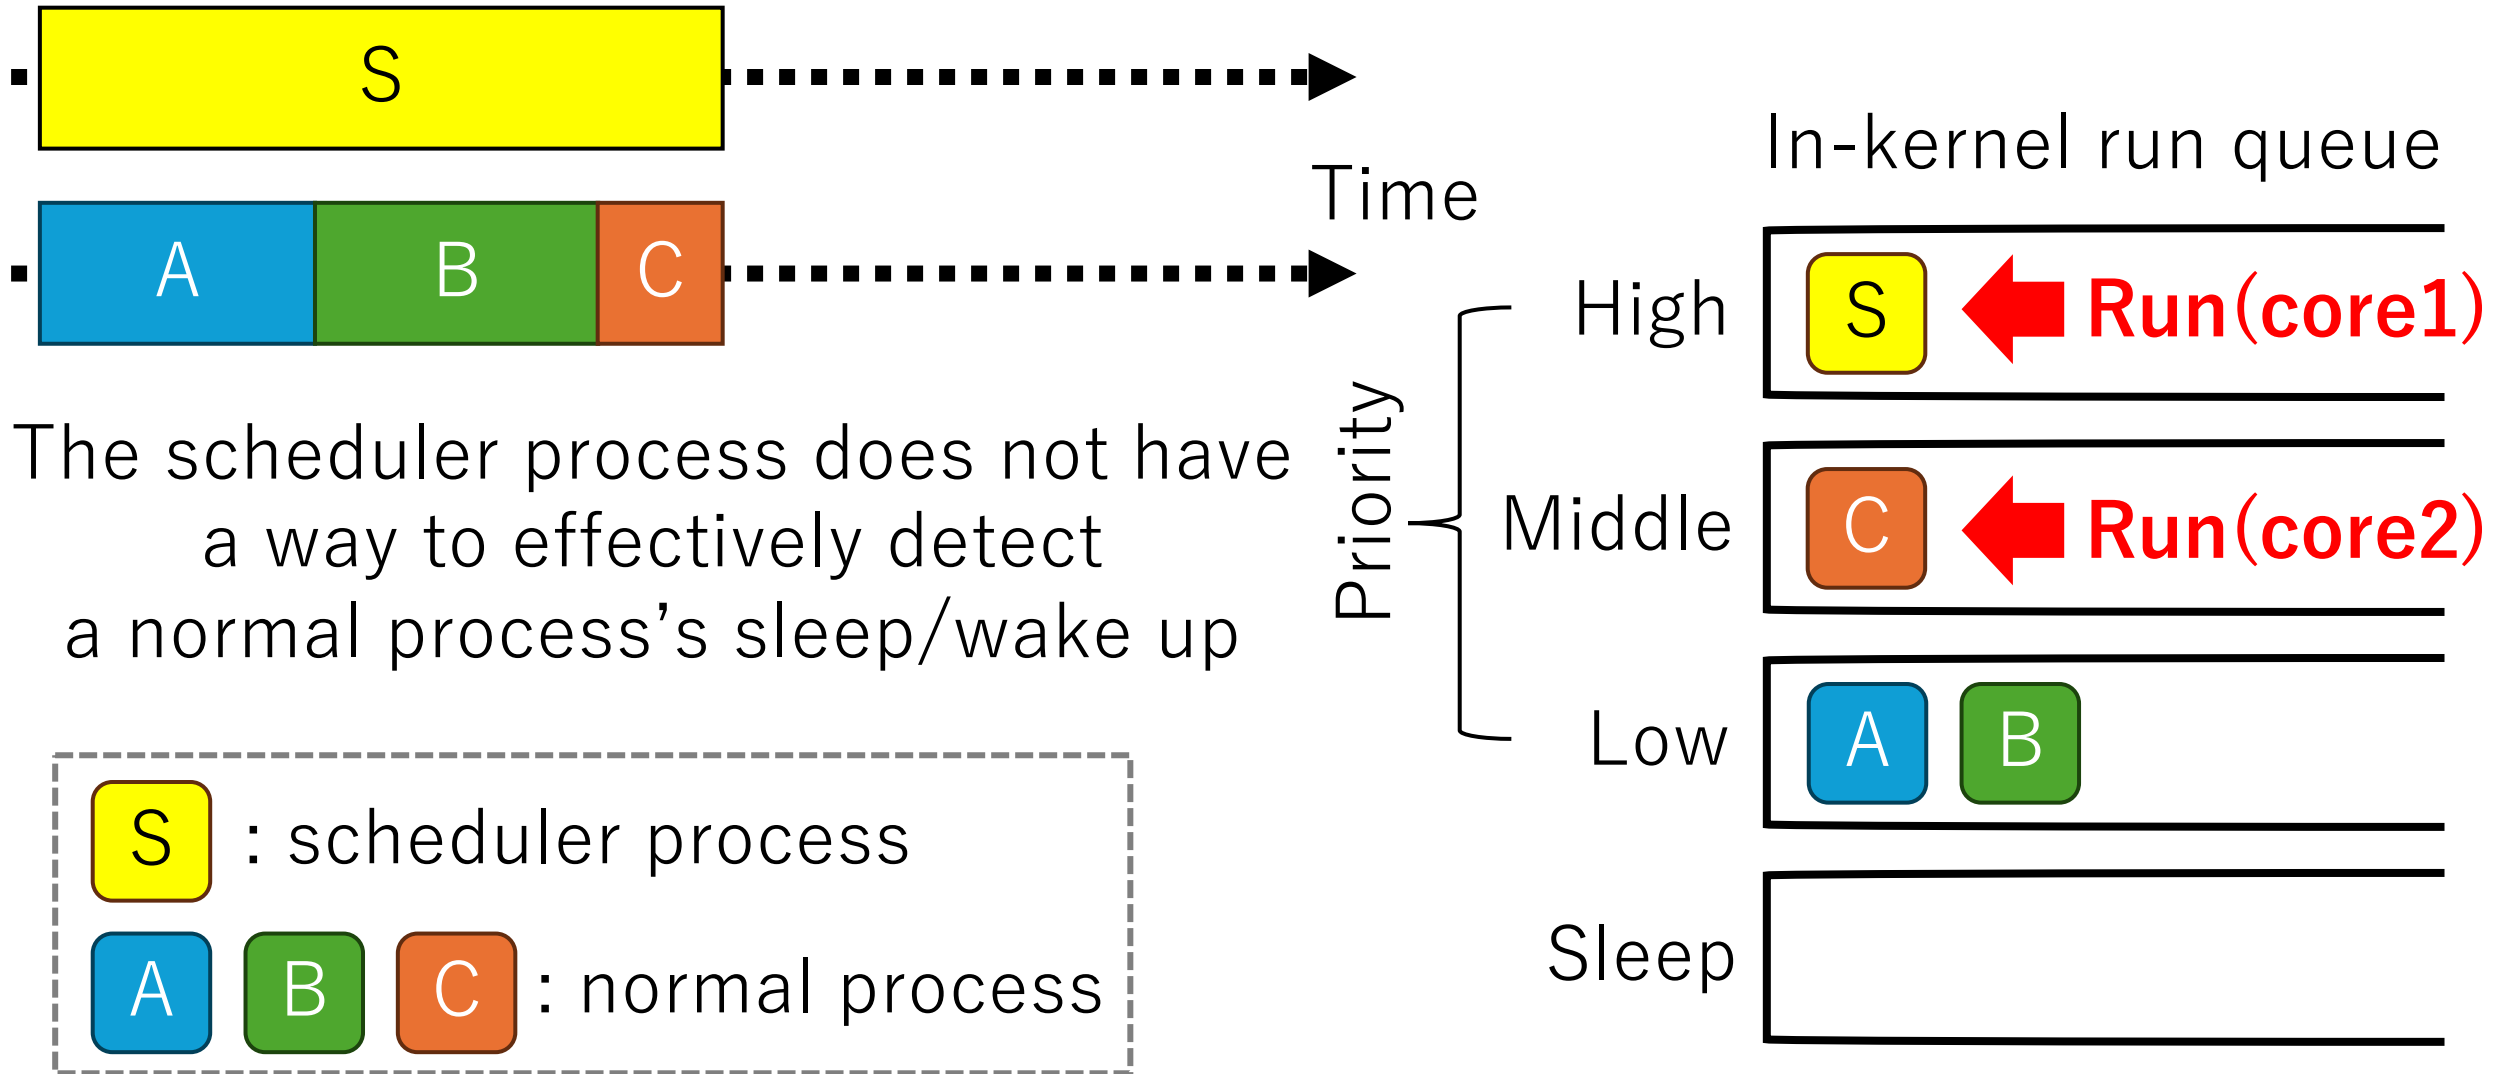 S
Time
A B C
The scheduler process does not have
a way to effectively detect
a normal process’s sleep/wake up
S : scheduler process
A B C : normal process
In-kernel run queue
Priority
High S Run(core1)
Middle C Run(core2)
Low A B
Sleep